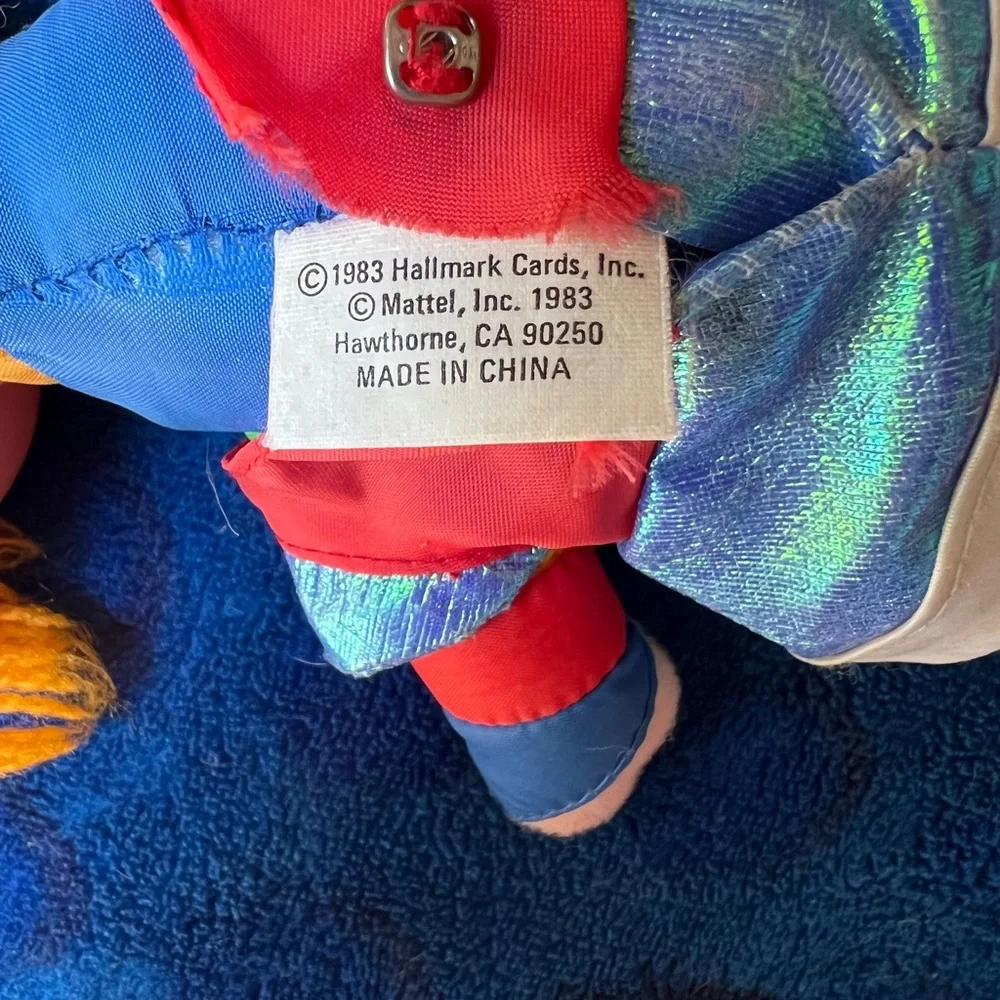 ©1983 Hallmark Cards, Inc.
© Mattel, Inc. 1983
Hawthorne, CA 90250
MADE IN CHINA